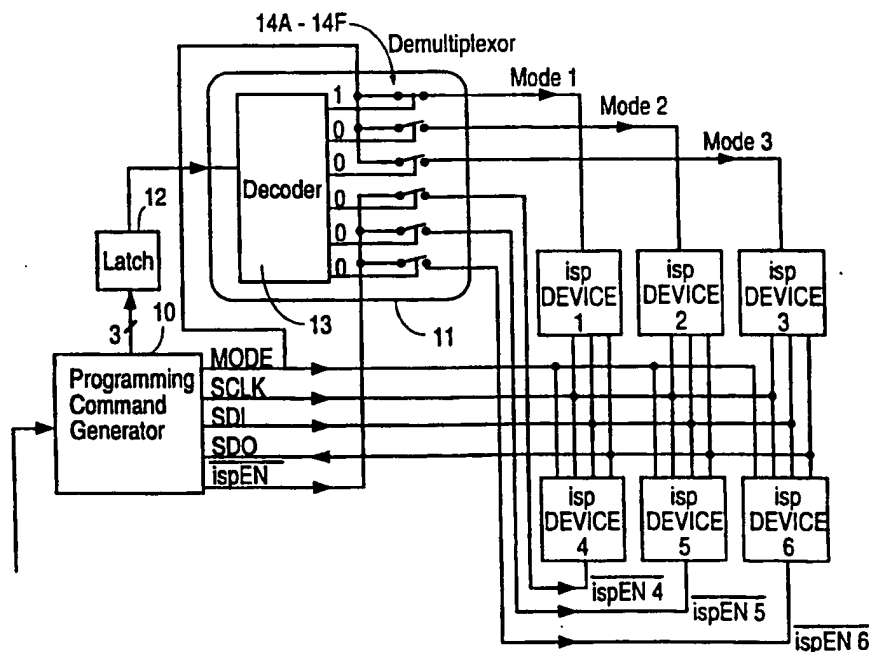 14A - 14F
Demultiplexor
Mode 1
Mode 2
Mode 3
1
0
0
0
0
0
Decoder
12
Latch
13
11
3
10
Programming
Command
Generator
MODE
SCLK
SDI
SDO
ispEN
isp
DEVICE
1
isp
DEVICE
2
isp
DEVICE
3
isp
DEVICE
4
isp
DEVICE
5
isp
DEVICE
6
ispEN 4
ispEN 5
ispEN 6